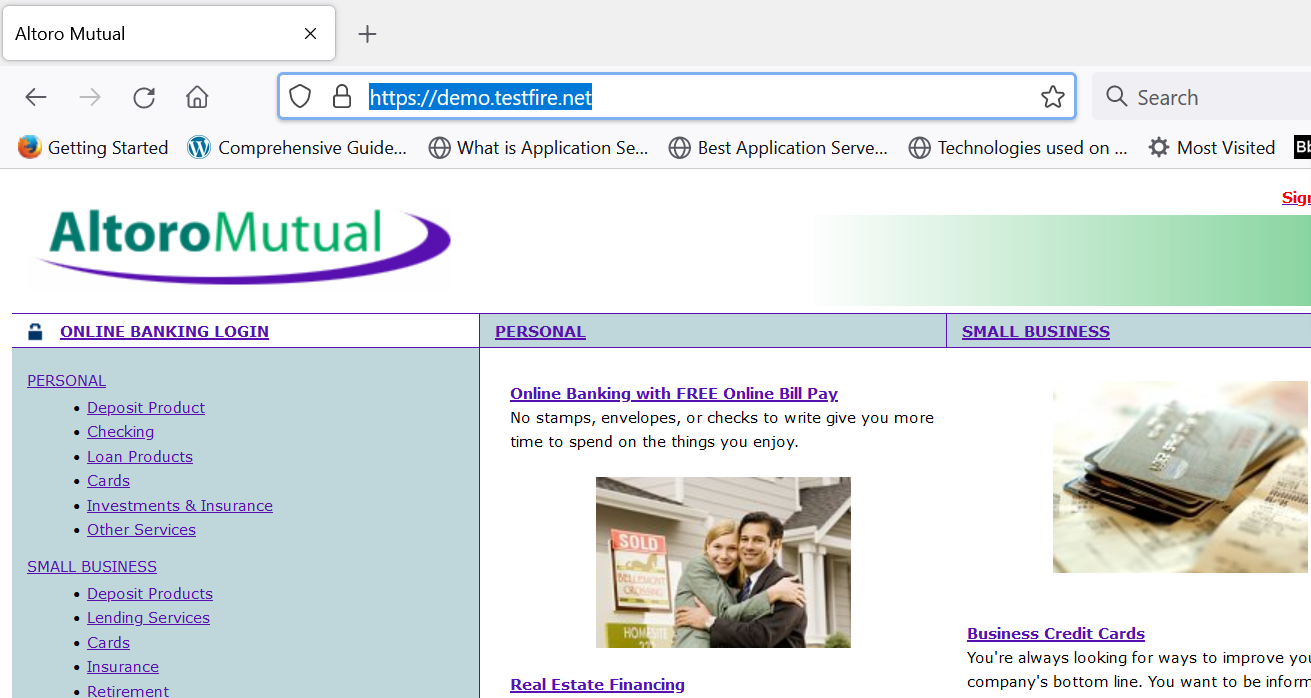 Altoro Mutual
https://demo.testfire.net
Search
Getting Started
Comprehensive Guide...
What is Application Se...
Best Application Serve...
Technologies used on ...
Most Visited
Sign
AltoroMutual
ONLINE BANKING LOGIN
PERSONAL
SMALL BUSINESS
PERSONAL
Deposit Product
Checking
Loan Products
Cards
Investments & Insurance
Other Services
SMALL BUSINESS
Deposit Products
Lending Services
Cards
Insurance
Retirement
Online Banking with FREE Online Bill Pay
No stamps, envelopes, or checks to write give you more
time to spend on the things you enjoy.
SOLD
BELLEMONT
CROSSING
HOMESITE
Real Estate Financing
Business Credit Cards
You're always looking for ways to improve
company's bottom line. You want to be